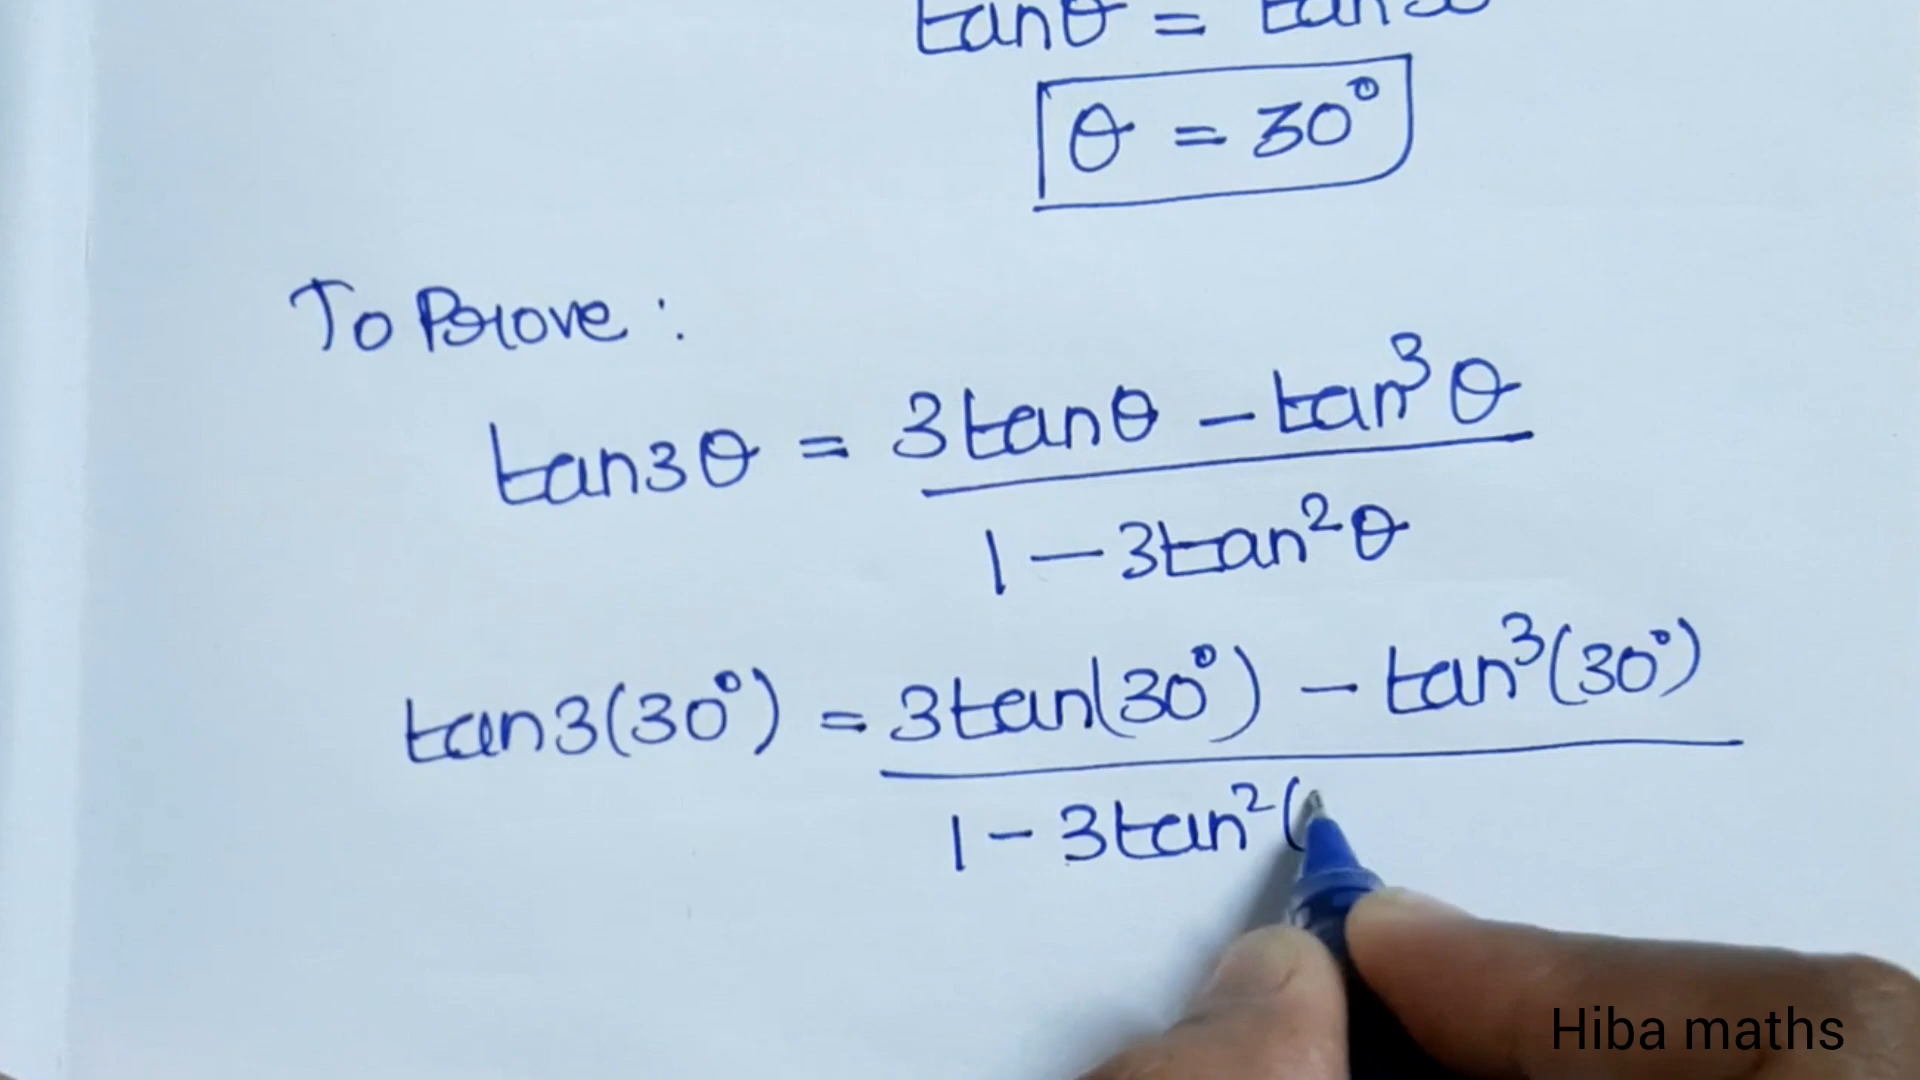 tanθ = tan30
θ = 30°
To Prove :
tan3θ = 3tanθ - tan³θ
1 - 3tan²θ
tan3(30°) = 3tan(30°) - tan³(30°)
1 - 3tan²(
Hiba maths